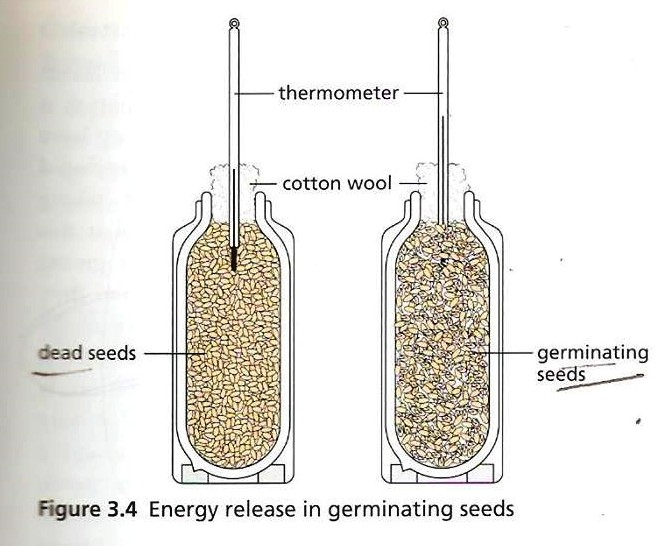 thermometer
cotton wool
dead seeds
germinating
seeds
Figure 3.4 Energy release in germinating seeds